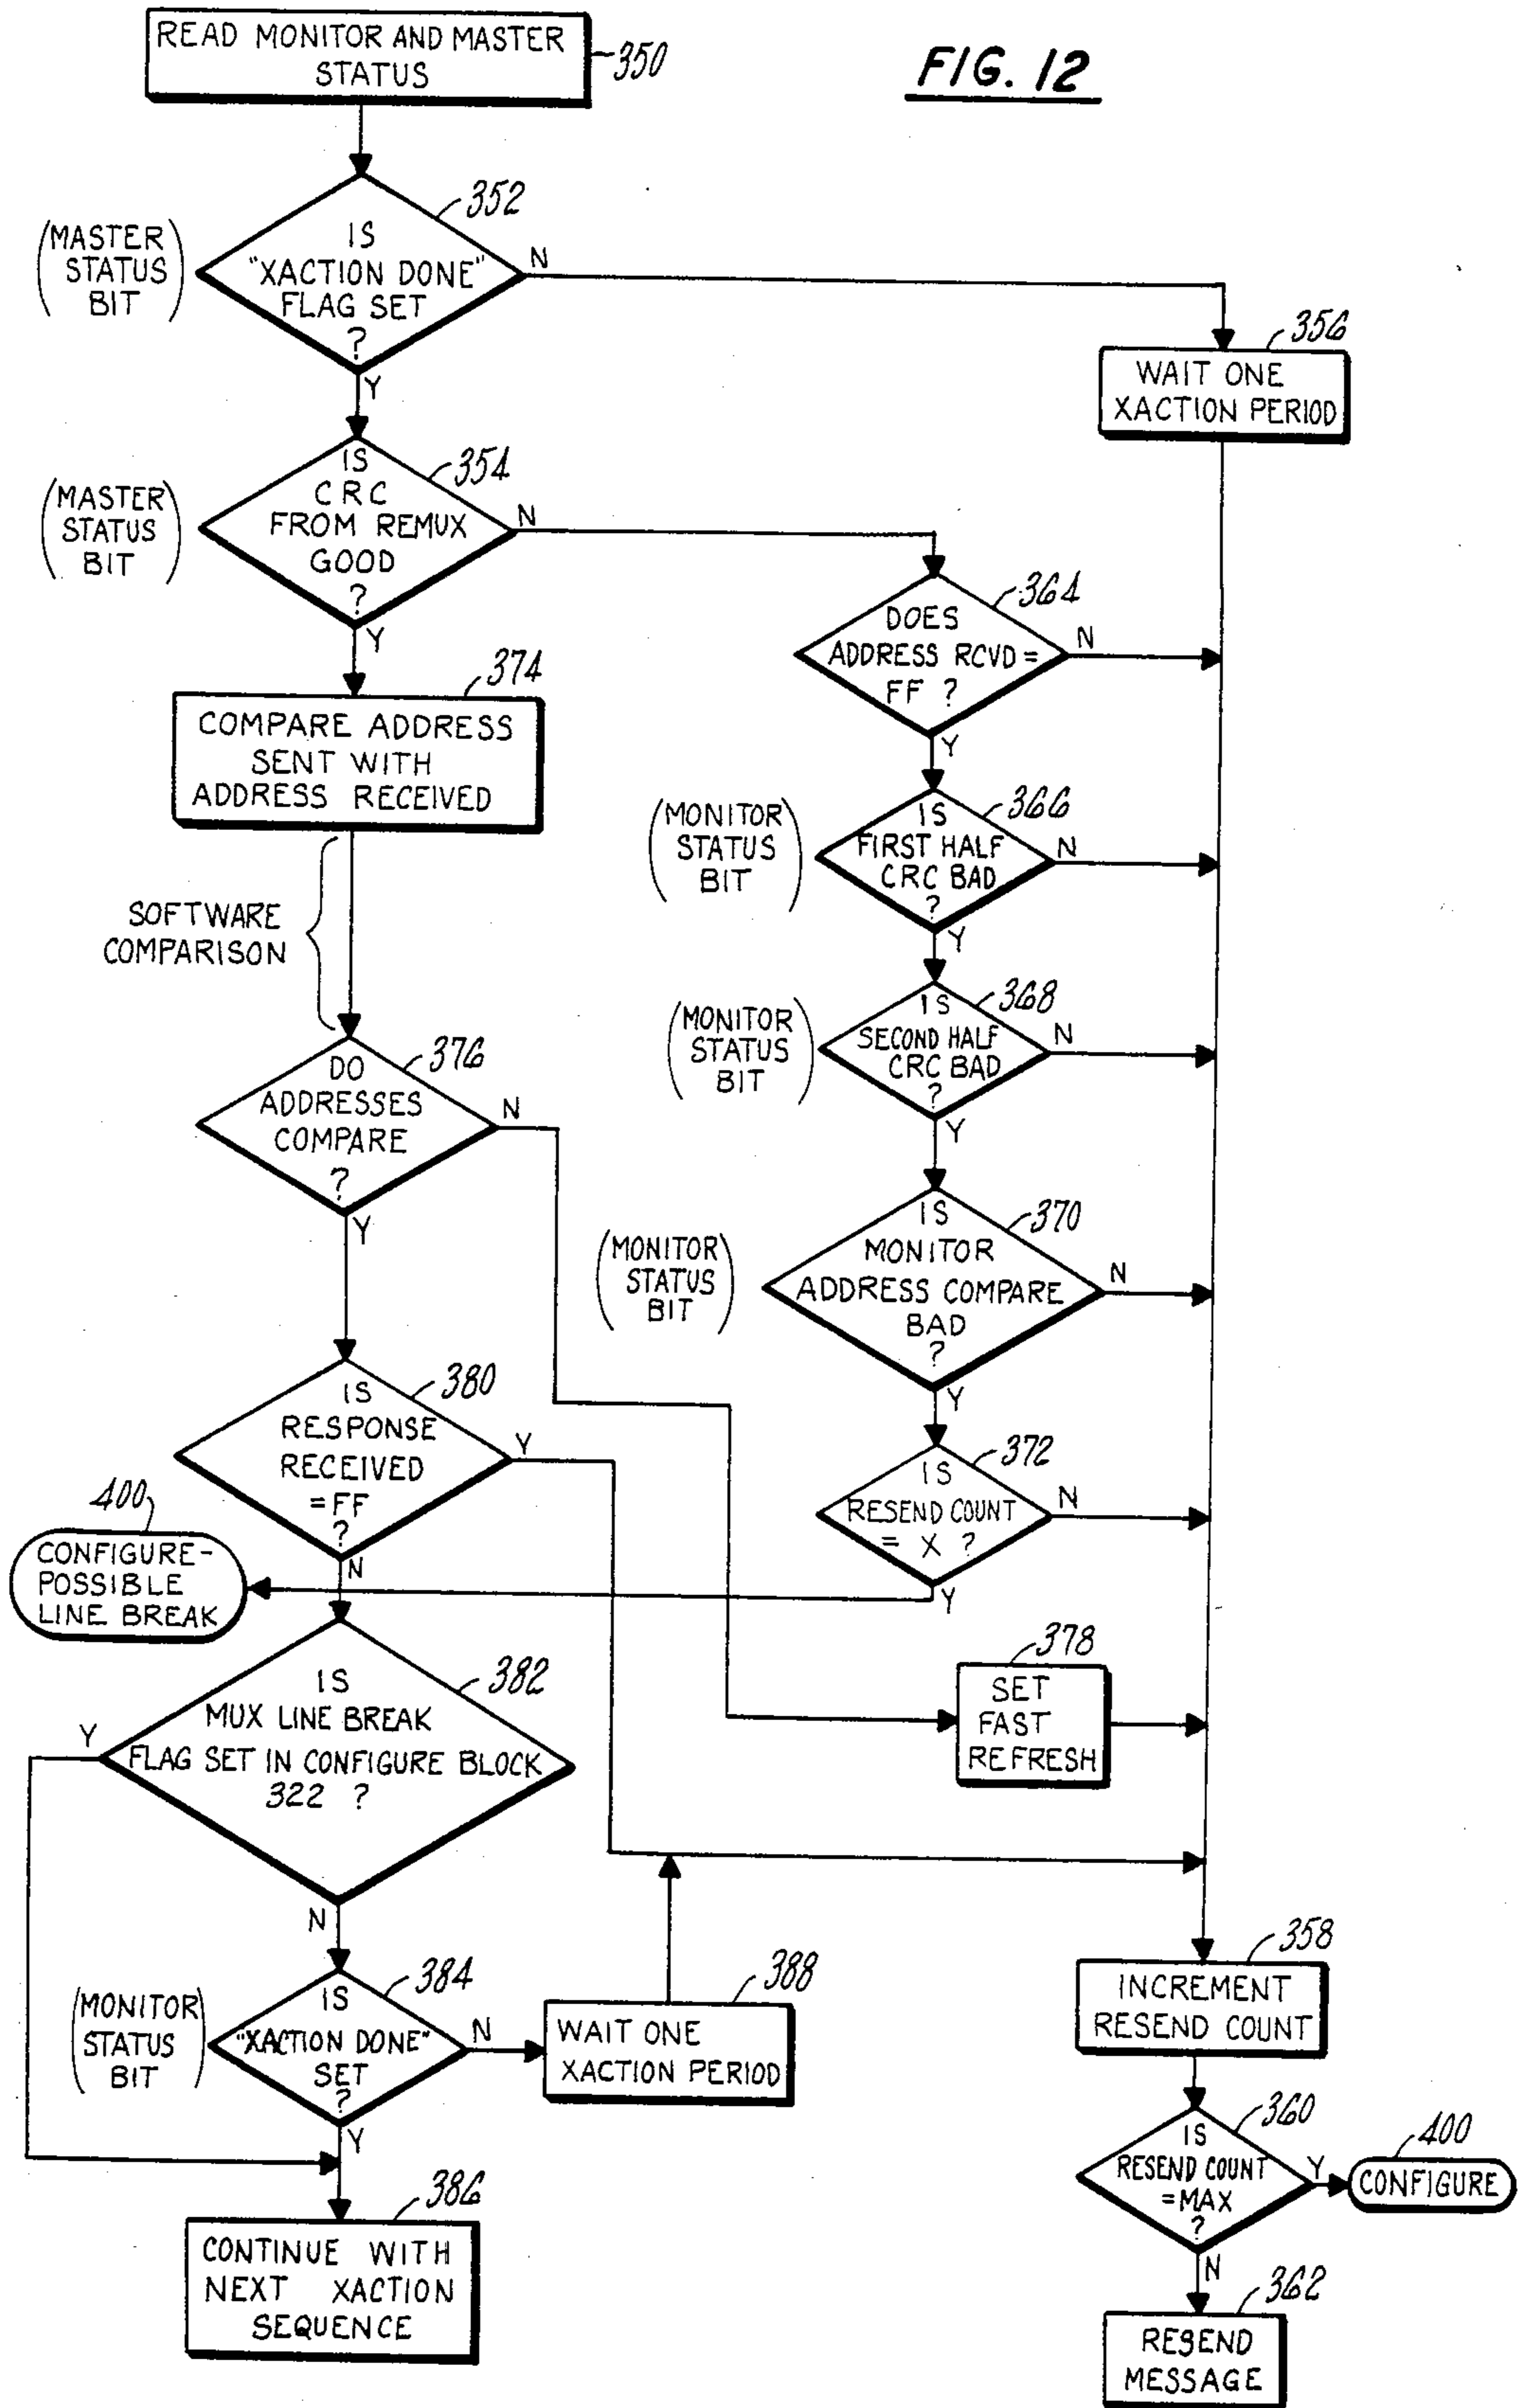 READ MONITOR AND MASTER
STATUS
350
FIG. 12
(MASTER
STATUS
BIT)
IS
"XACTION DONE"
FLAG SET
?
352
N
Y
356
WAIT ONE
XACTION PERIOD
(MASTER
STATUS
BIT)
IS
CRC
FROM REMUX
GOOD
?
354
N
Y
DOES
ADDRESS RCVD =
FF ?
364
N
Y
374
COMPARE ADDRESS
SENT WITH
ADDRESS RECEIVED
(MONITOR
STATUS
BIT)
IS
FIRST HALF
CRC BAD
?
366
N
Y
SOFTWARE
COMPARISON
(MONITOR
STATUS
BIT)
IS
SECOND HALF
CRC BAD
?
368
N
Y
DO
ADDRESSES
COMPARE
?
376
N
Y
(MONITOR
STATUS
BIT)
IS
MONITOR
ADDRESS COMPARE
BAD
?
370
N
Y
IS
RESPONSE
RECEIVED
=FF
?
380
Y
N
IS
RESEND COUNT
= X ?
372
N
Y
400
CONFIGURE-
POSSIBLE
LINE BREAK
378
SET
FAST
REFRESH
IS
MUX LINE BREAK
FLAG SET IN CONFIGURE BLOCK
322 ?
382
Y
N
(MONITOR
STATUS
BIT)
IS
"XACTION DONE"
SET
?
384
N
Y
388
WAIT ONE
XACTION PERIOD
358
INCREMENT
RESEND COUNT
IS
RESEND COUNT
=MAX
?
360
Y
N
400
CONFIGURE
386
CONTINUE WITH
NEXT XACTION
SEQUENCE
362
RESEND
MESSAGE